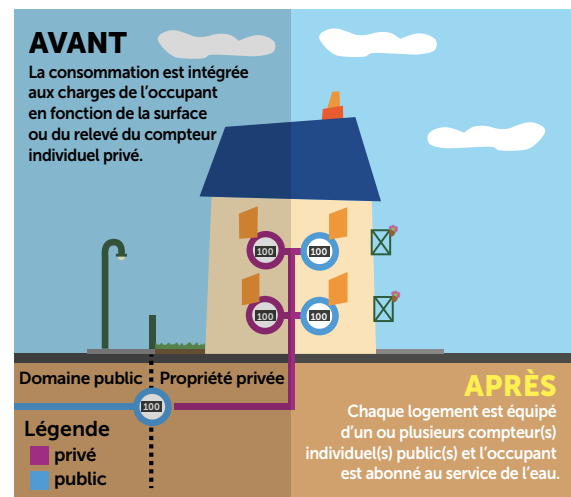 AVANT
La consommation est intégrée
aux charges de l'occupant
en fonction de la surface
ou du relevé du compteur
individuel privé.
100
100
100
100
Domaine public
Propriété privée
100
Légende
privé
public
APRÈS
Chaque logement est équipé
d'un ou plusieurs compteur(s)
individuel(s) public(s) et l'occupant
est abonné au service de l'eau.